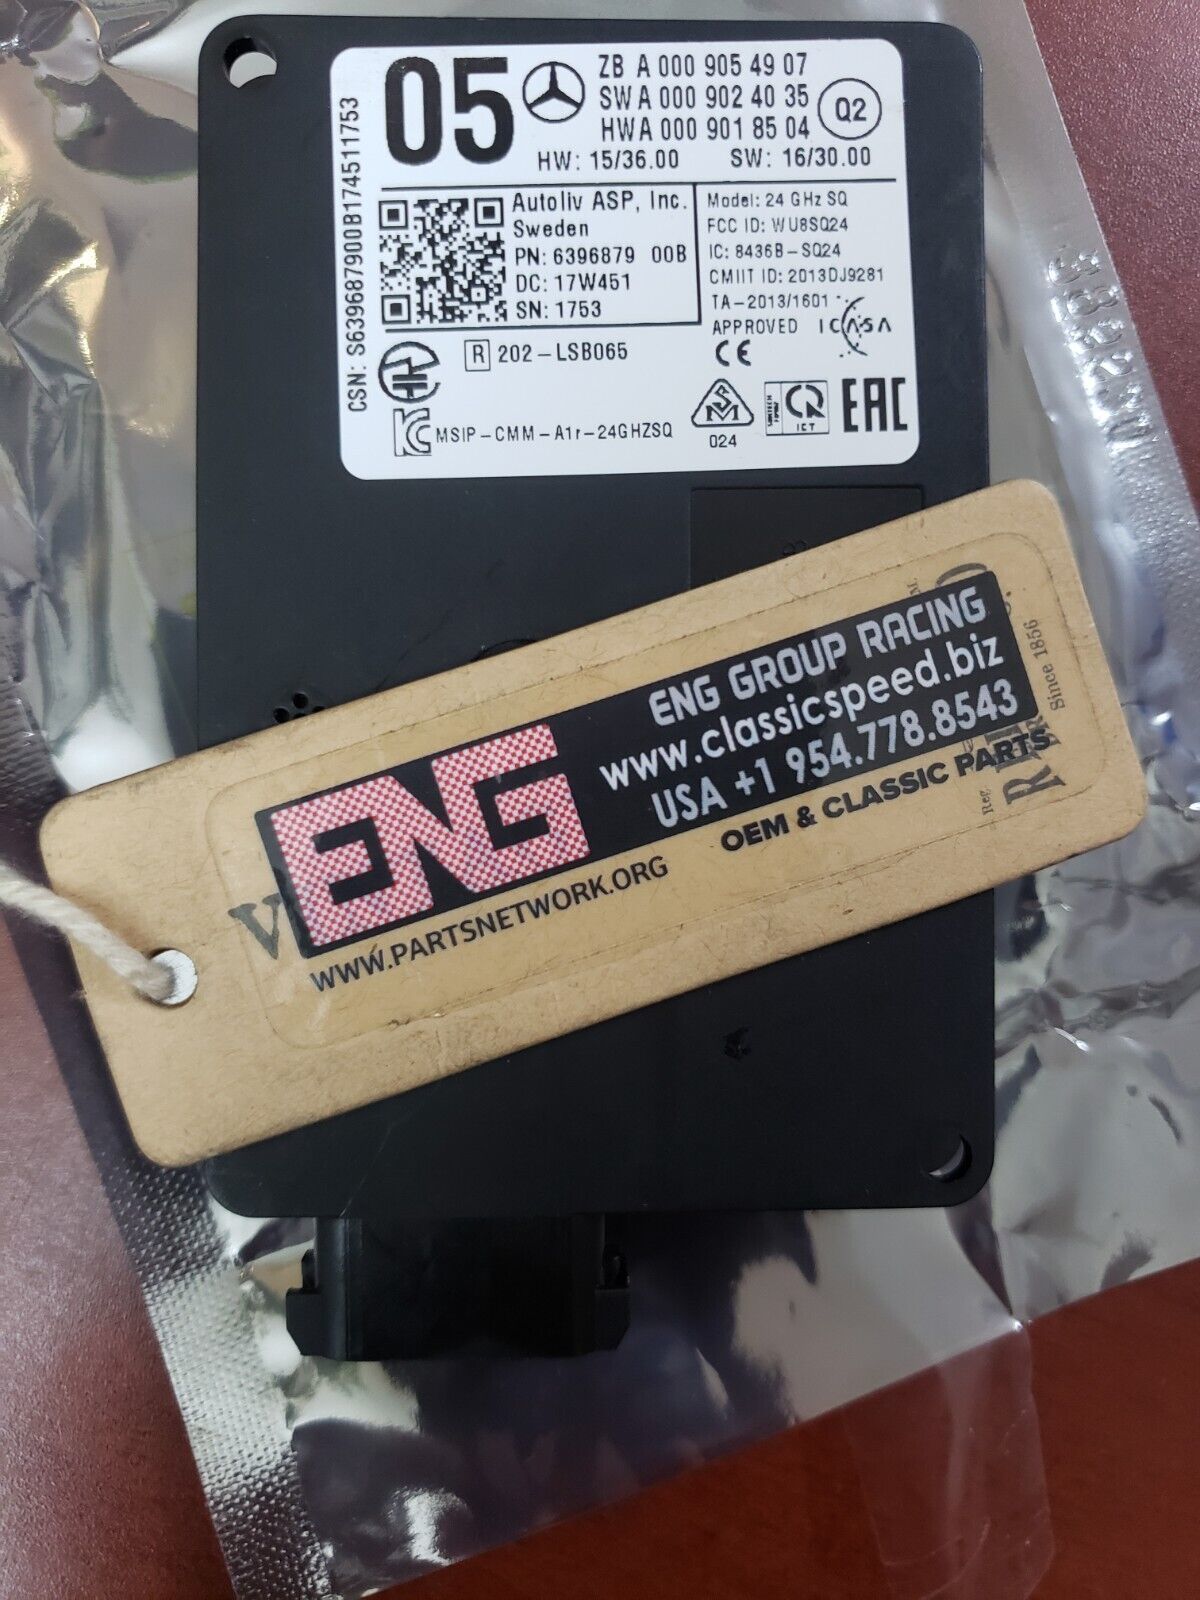 05
ZB A 000 905 49 07
SW A 000 902 40 35
HW A 000 901 85 04
Q2
HW: 15/36.00 SW: 16/30.00
CSN: S639687900B174511753
Autoliv ASP, Inc.
Sweden
PN: 6396879 00B
DC: 17W451
SN: 1753
Model: 24 GHz SQ
FCC ID: WU8SQ24
IC: 8436B-SQ24
CMIIT ID: 2013DJ9281
TA-2013/1601
APPROVED ICASA
R 202-LSB065
CE
KC MSIP-CMM-A1r-24GHZSQ
024
ICT
EAC
ENG GROUP RACING
www.classicspeed.biz
USA +1 954.778.8543
ENG
OEM & CLASSIC PARTS
WWW.PARTSNETWORK.ORG
V
Since 1856
Reg.